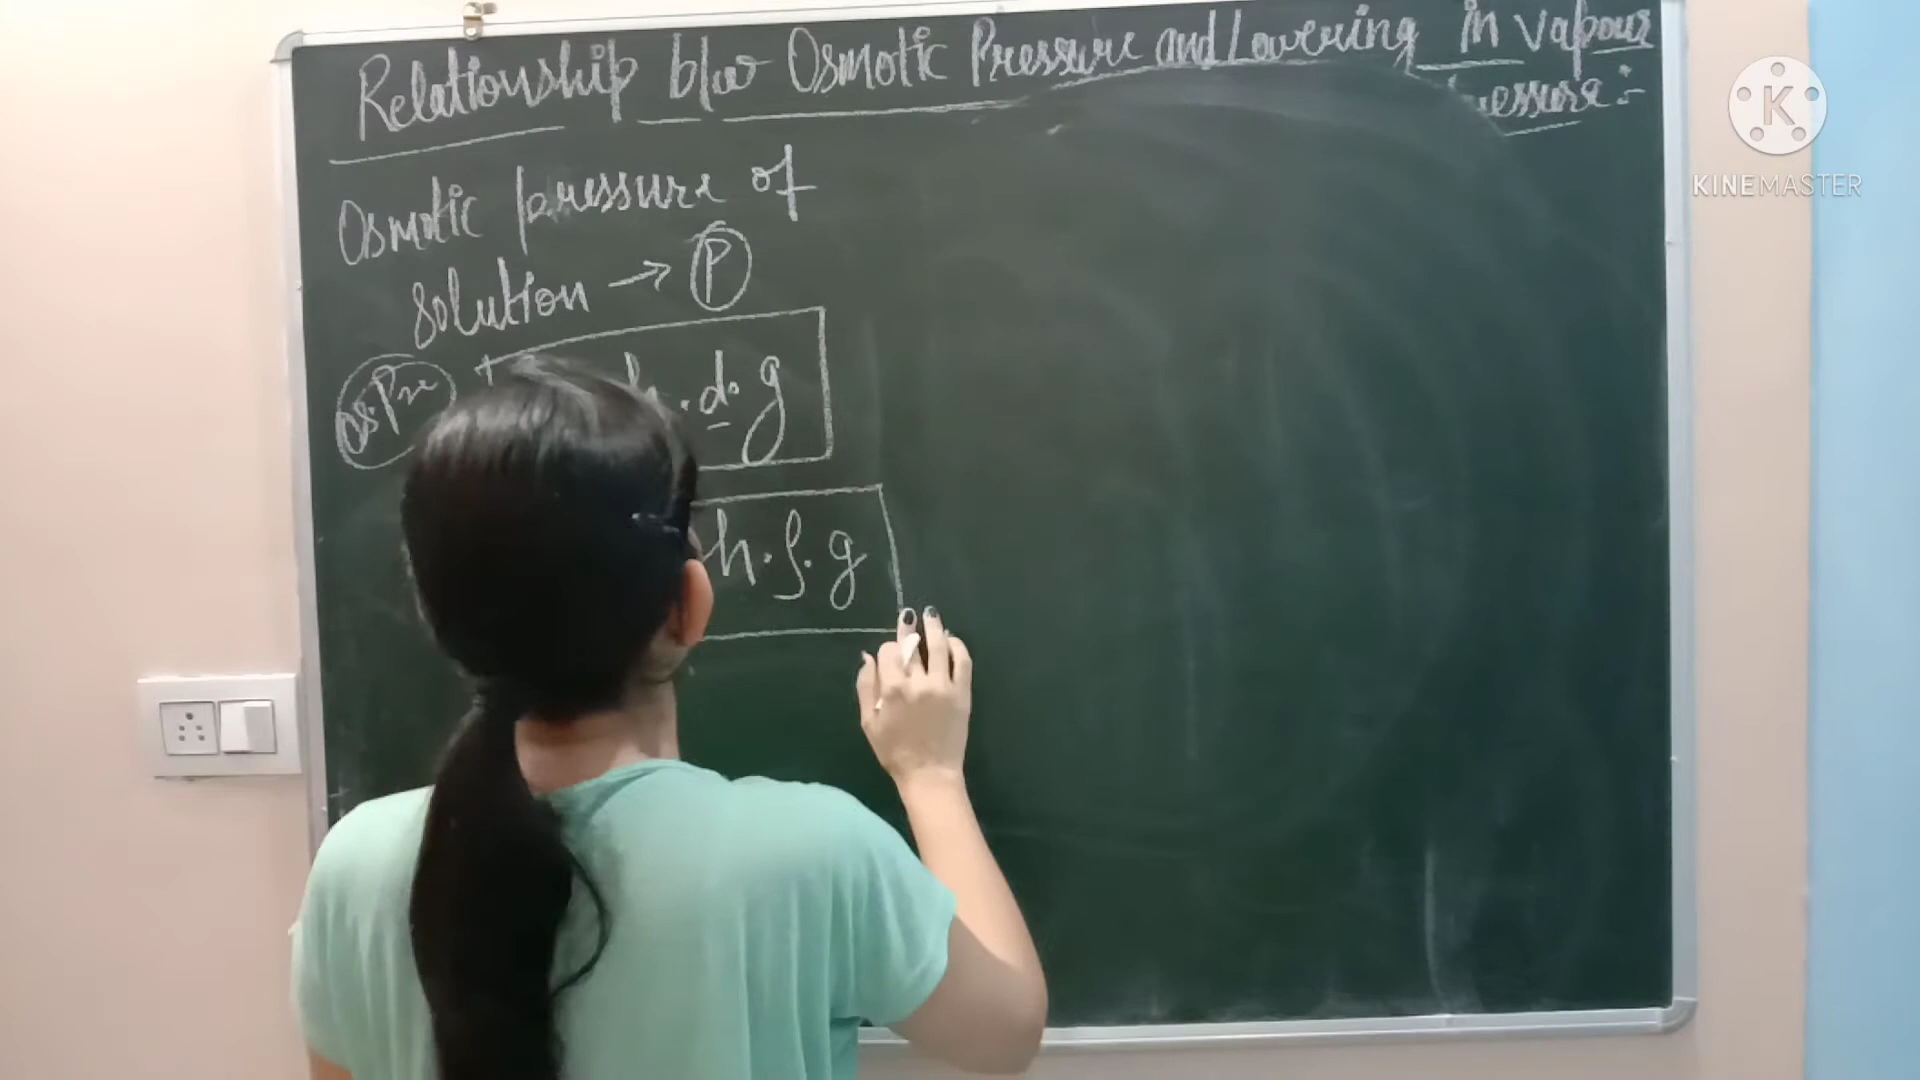 Relationship b/w Osmotic Pressure and Lowering in Vapour
Pressure :-
Osmotic pressure of
solution → P
Os. Pre h . d . g
h . ρ . g
K
KINEMASTER